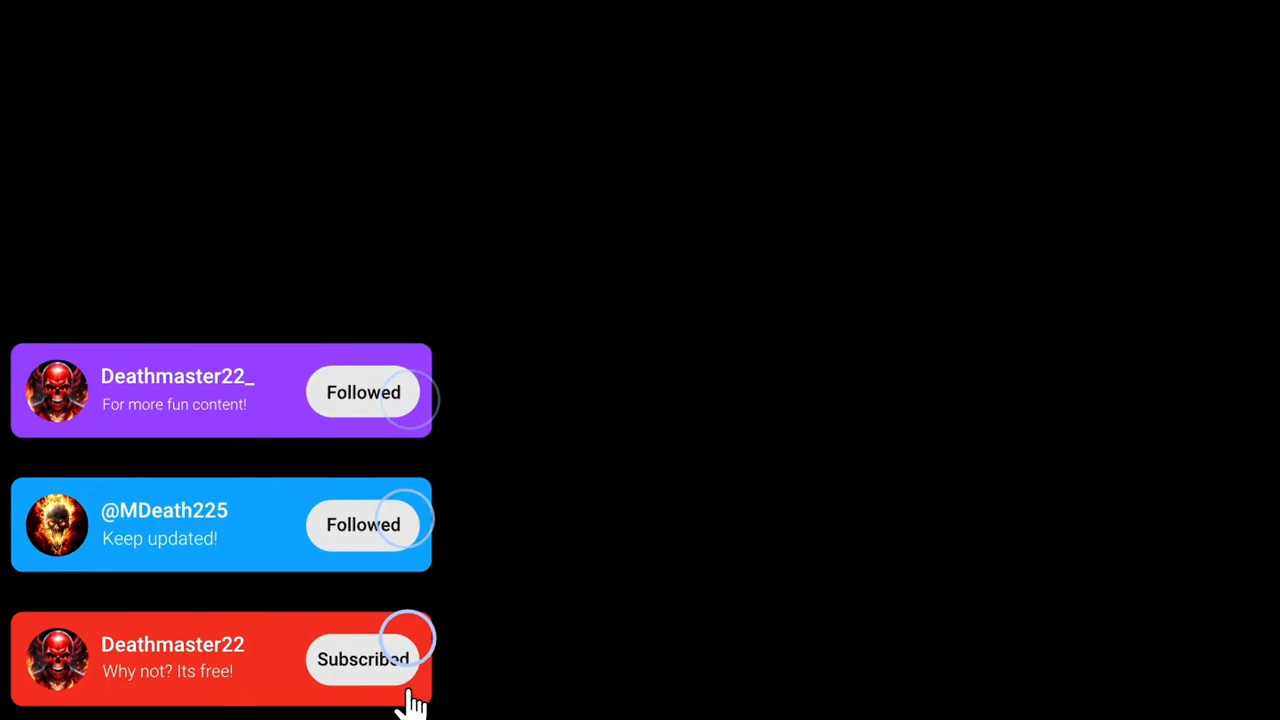 Deathmaster22_
For more fun content!
Followed
@MDeath225
Keep updated!
Followed
Deathmaster22
Why not? Its free!
Subscribed